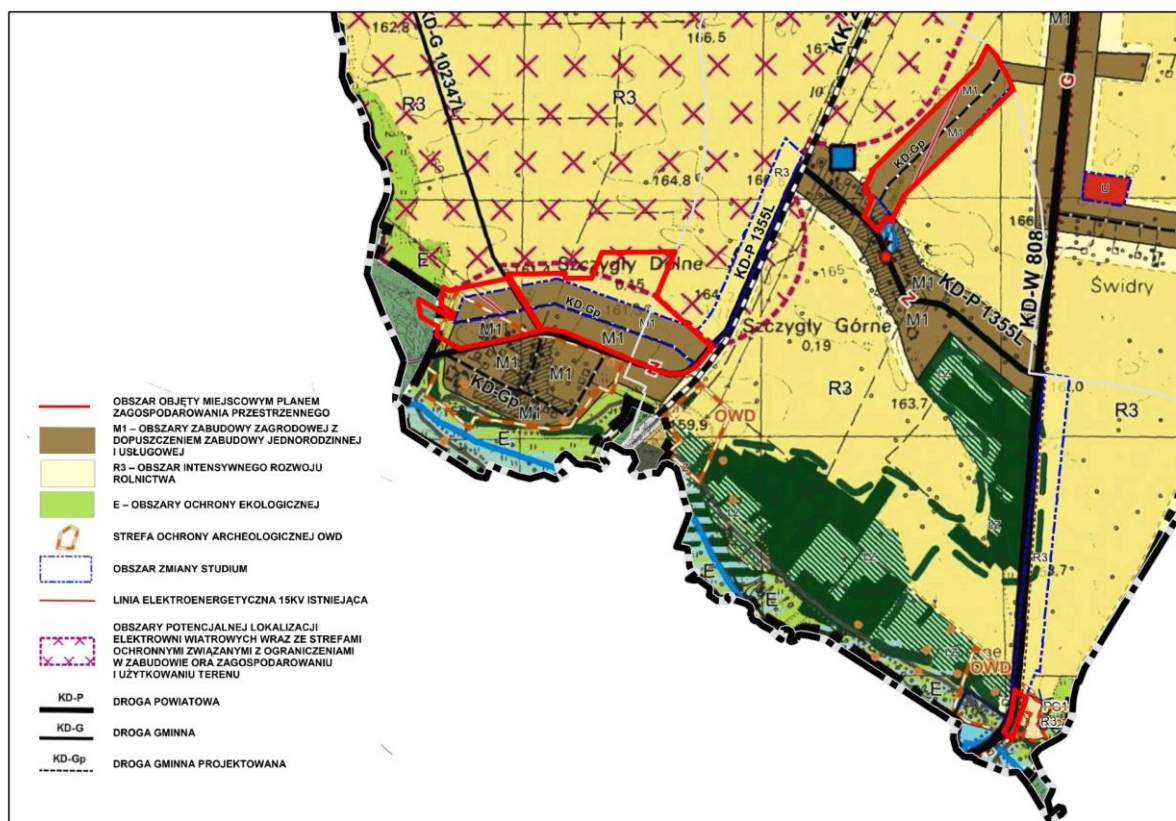 162,8
KD-G 102347L
166.5
KK
R3
R3
M1
M1
KD-Gp
G
164,8
R3
KD-P 1355L
U
KD-W 808
E
Szczygły Dolne
0,15
165
M1
KD-P 1355L
Świdry
KD-Gp
M1
M1
M1
Z
Z
M1
Szczygły Górne
0,19
M1
M1
KD-Gp
M1
R3
163,7
R3
OWD
159,9
E
LZ
R3
E
OWD
E
R3
OBSZAR OBJĘTY MIEJSCOWYM PLANEM
ZAGOSPODAROWANIA PRZESTRZENNEGO
M1 – OBSZARY ZABUDOWY ZAGRODOWEJ Z
DOPUSZCZENIEM ZABUDOWY JEDNORODZINNEJ
I USŁUGOWEJ
R3 – OBSZAR INTENSYWNEGO ROZWOJU
ROLNICTWA
E – OBSZARY OCHRONY EKOLOGICZNEJ
STREFA OCHRONY ARCHEOLOGICZNEJ OWD
OBSZAR ZMIANY STUDIUM
LINIA ELEKTROENERGETYCZNA 15KV ISTNIEJĄCA
OBSZARY POTENCJALNEJ LOKALIZACJI
ELEKTROWNI WIATROWYCH WRAZ ZE STREFAMI
OCHRONNYMI ZWIĄZANYMI Z OGRANICZENIAMI
W ZABUDOWIE ORA ZAGOSPODAROWANIU
I UŻYTKOWANIU TERENU
KD-P DROGA POWIATOWA
KD-G DROGA GMINNA
KD-Gp DROGA GMINNA PROJEKTOWANA